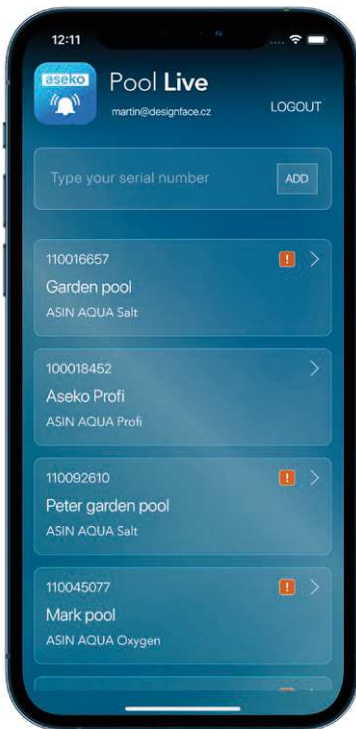 12:11
aseko
Pool Live
martin@designface.cz
LOGOUT
Type your serial number
ADD
110016657
!
Garden pool
ASIN AQUA Salt
100018452
Aseko Profi
ASIN AQUA Profi
110092610
!
Peter garden pool
ASIN AQUA Salt
110045077
!
Mark pool
ASIN AQUA Oxygen